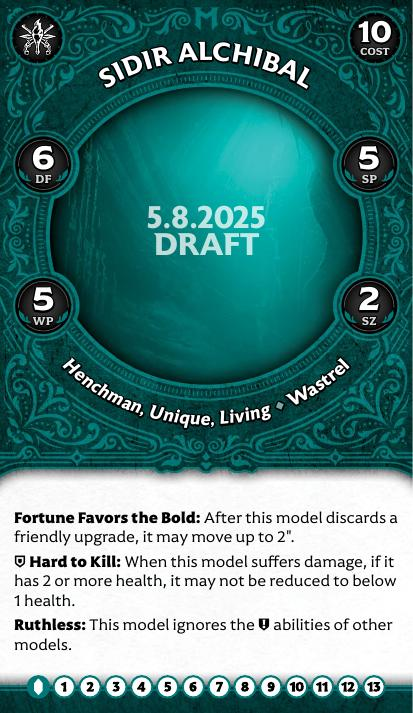 10
COST
SIDIR ALCHIBAL
6
DF
5
SP
5.8.2025
DRAFT
5
WP
2
SZ
Henchman, Unique, Living ◆ Wastrel
Fortune Favors the Bold: After this model discards a
friendly upgrade, it may move up to 2".
Hard to Kill: When this model suffers damage, if it
has 2 or more health, it may not be reduced to below
1 health.
Ruthless: This model ignores the abilities of other
models.
1 2 3 4 5 6 7 8 9 10 11 12 13